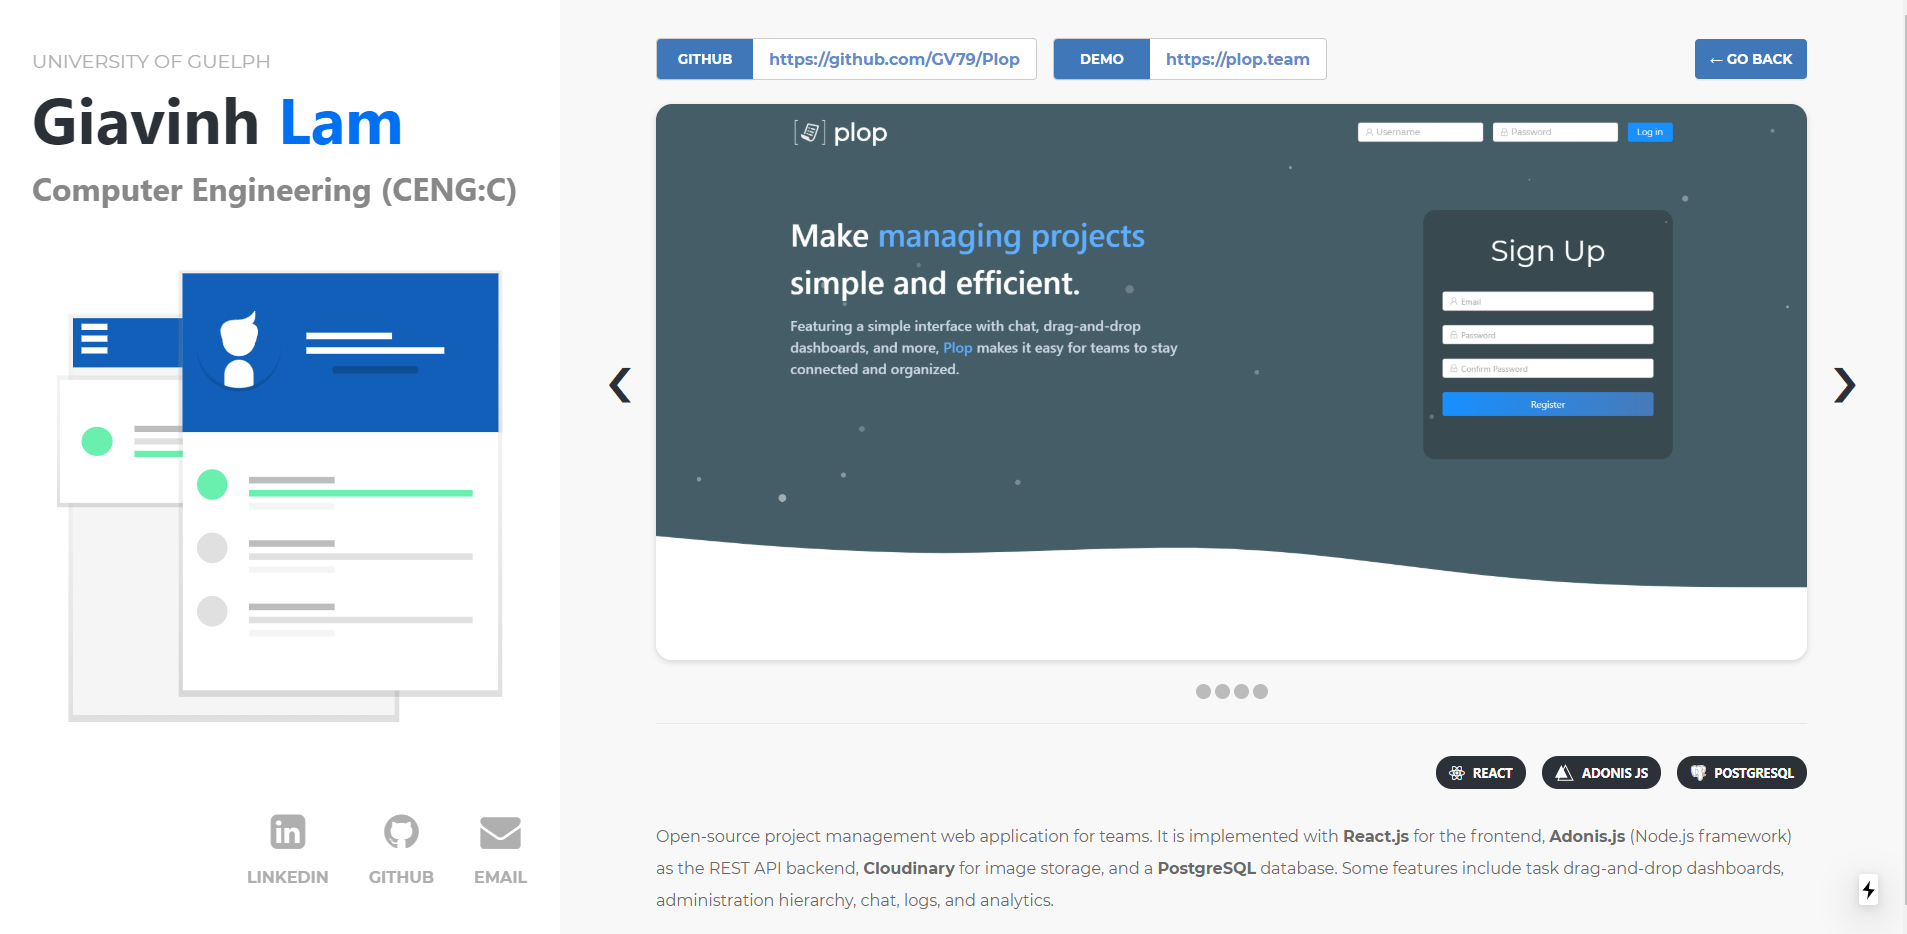 UNIVERSITY OF GUELPH
Giavinh Lam
Computer Engineering (CENG:C)
LINKEDIN GITHUB EMAIL
GITHUB https://github.com/GV79/Plop DEMO https://plop.team ← GO BACK
plop Username Password Log in
Make managing projects
simple and efficient.
Featuring a simple interface with chat, drag-and-drop
dashboards, and more, Plop makes it easy for teams to stay
connected and organized.
Sign Up
Email
Password
Confirm Password
Register
REACT ADONIS JS POSTGRESQL
Open-source project management web application for teams. It is implemented with React.js for the frontend, Adonis.js (Node.js framework)
as the REST API backend, Cloudinary for image storage, and a PostgreSQL database. Some features include task drag-and-drop dashboards,
administration hierarchy, chat, logs, and analytics.